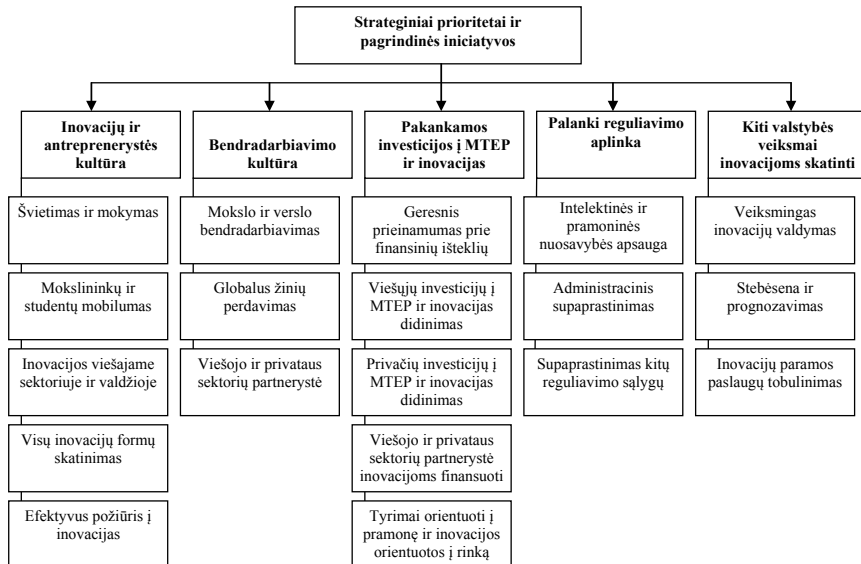 Strateginiai prioritetai ir
pagrindinės iniciatyvos
Inovacijų ir
antreprenerystės
kultūra
Švietimas ir mokymas
Mokslininkų ir
studentų mobilumas
Inovacijos viešajame
sektoriuje ir valdžioje
Visų inovacijų formų
skatinimas
Efektyvus požiūris į
inovacijas
Bendradarbiavimo
kultūra
Mokslo ir verslo
bendradarbiavimas
Globalus žinių
perdavimas
Viešojo ir privataus
sektorių partnerystė
Pakankamos
investicijos į MTEP
ir inovacijas
Geresnis
prieinamumas prie
finansinių išteklių
Viešųjų investicijų į
MTEP ir inovacijas
didinimas
Privačių investicijų į
MTEP ir inovacijas
didinimas
Viešojo ir privataus
sektorių partnerystė
inovacijoms finansuoti
Tyrimai orientuoti į
pramonę ir inovacijos
orientuotos į rinką
Palanki reguliavimo
aplinka
Intelektinės ir
pramoninės
nuosavybės apsauga
Administracinis
supaprastinimas
Supaprastinimas kitų
reguliavimo sąlygų
Kiti valstybės
veiksmai
inovacijoms skatinti
Veiksmingas
inovacijų valdymas
Stebėsena ir
prognozavimas
Inovacijų paramos
paslaugų tobulinimas